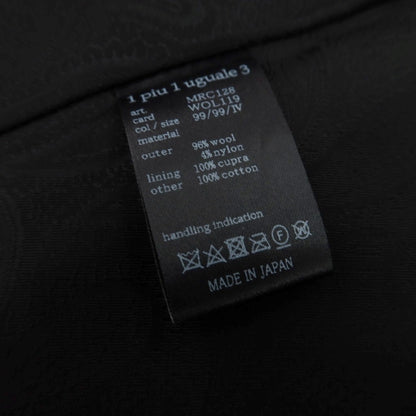 1 piu 1 uguale 3
art. MRC128
card WOL119
col./size 99/99/IV
material
outer 96% wool
4% nylon
lining 100% cupra
other 100% cotton
handling indication
F W
MADE IN JAPAN